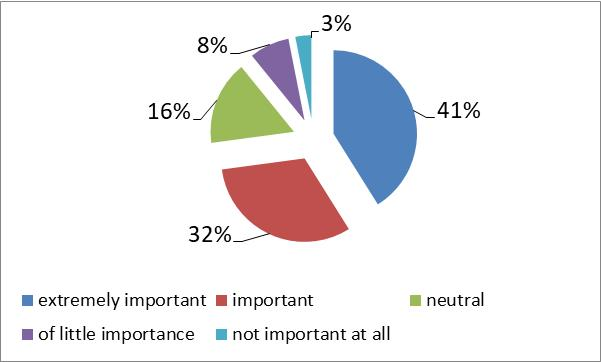 3%
8%
41%
16%
32%
extremely important
important
neutral
of little importance
not important at all